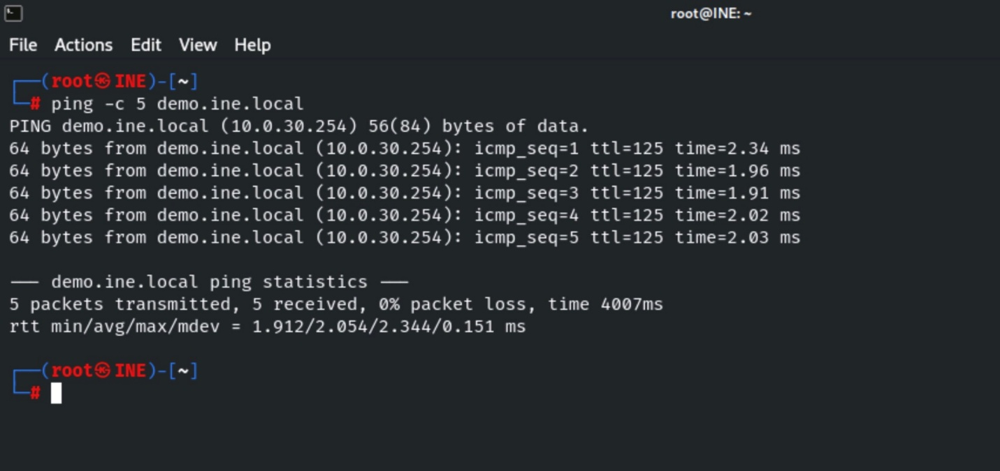 root@INE: ~
File Actions Edit View Help
┌──(root㉿INE)-[~]
└─# ping -c 5 demo.ine.local
PING demo.ine.local (10.0.30.254) 56(84) bytes of data.
64 bytes from demo.ine.local (10.0.30.254): icmp_seq=1 ttl=125 time=2.34 ms
64 bytes from demo.ine.local (10.0.30.254): icmp_seq=2 ttl=125 time=1.96 ms
64 bytes from demo.ine.local (10.0.30.254): icmp_seq=3 ttl=125 time=1.91 ms
64 bytes from demo.ine.local (10.0.30.254): icmp_seq=4 ttl=125 time=2.02 ms
64 bytes from demo.ine.local (10.0.30.254): icmp_seq=5 ttl=125 time=2.03 ms
--- demo.ine.local ping statistics ---
5 packets transmitted, 5 received, 0% packet loss, time 4007ms
rtt min/avg/max/mdev = 1.912/2.054/2.344/0.151 ms
┌──(root㉿INE)-[~]
└─#